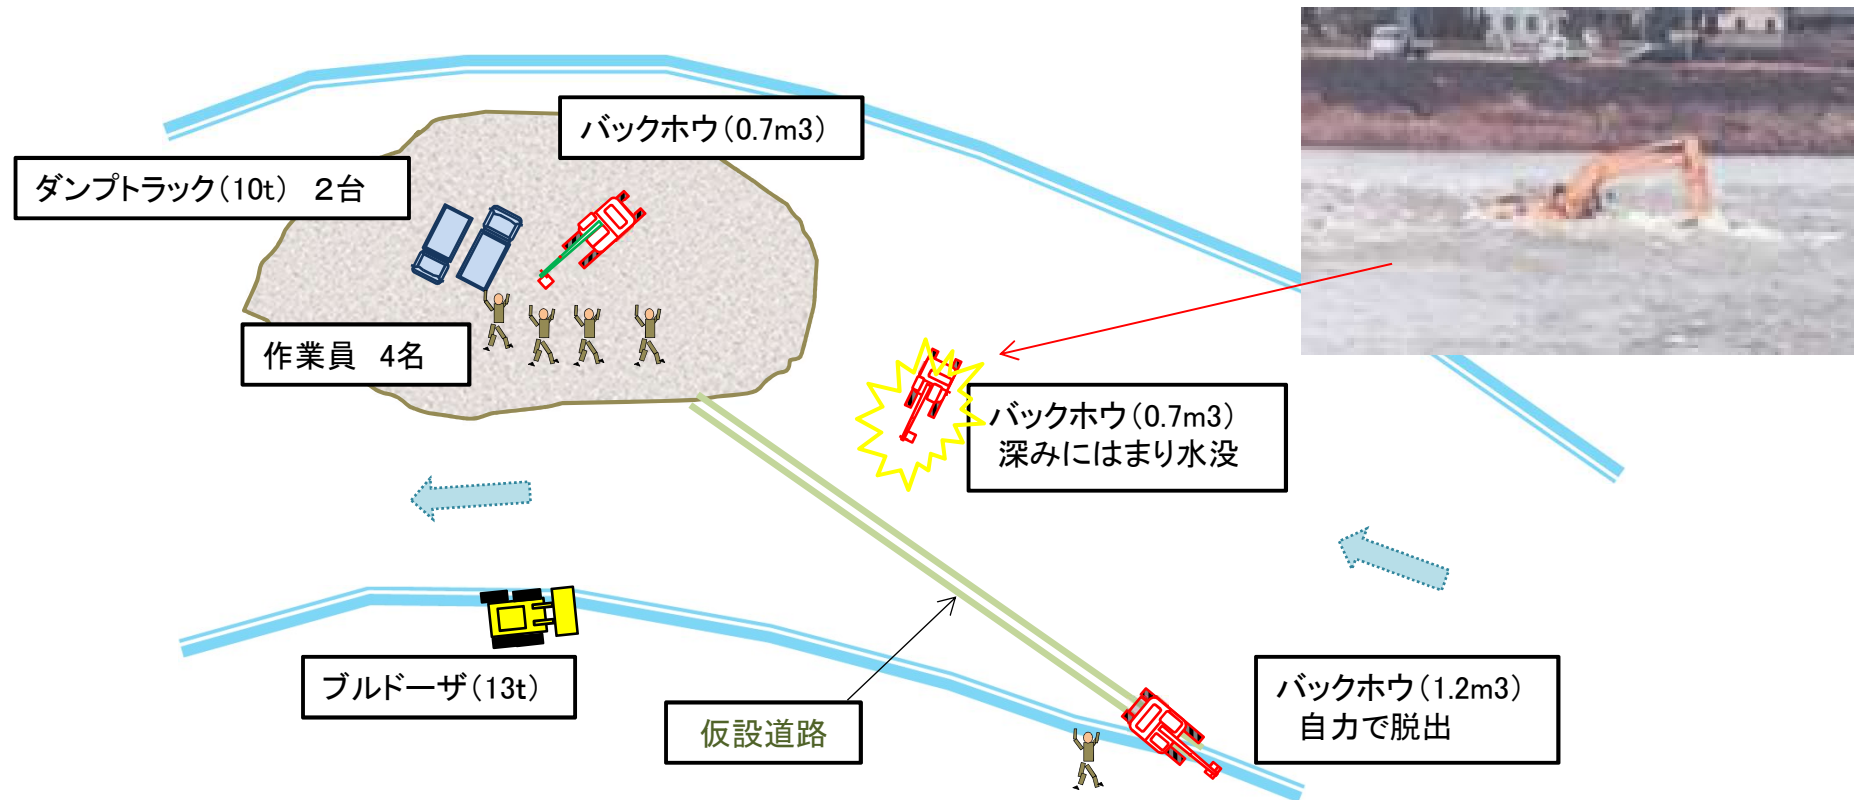 バックホウ（0.7m3）
ダンプトラック（10t）　２台
作業員　4名
バックホウ（0.7m3）
深みにはまり水没
ブルドーザ（13t）
仮設道路
バックホウ（1.2m3）
自力で脱出